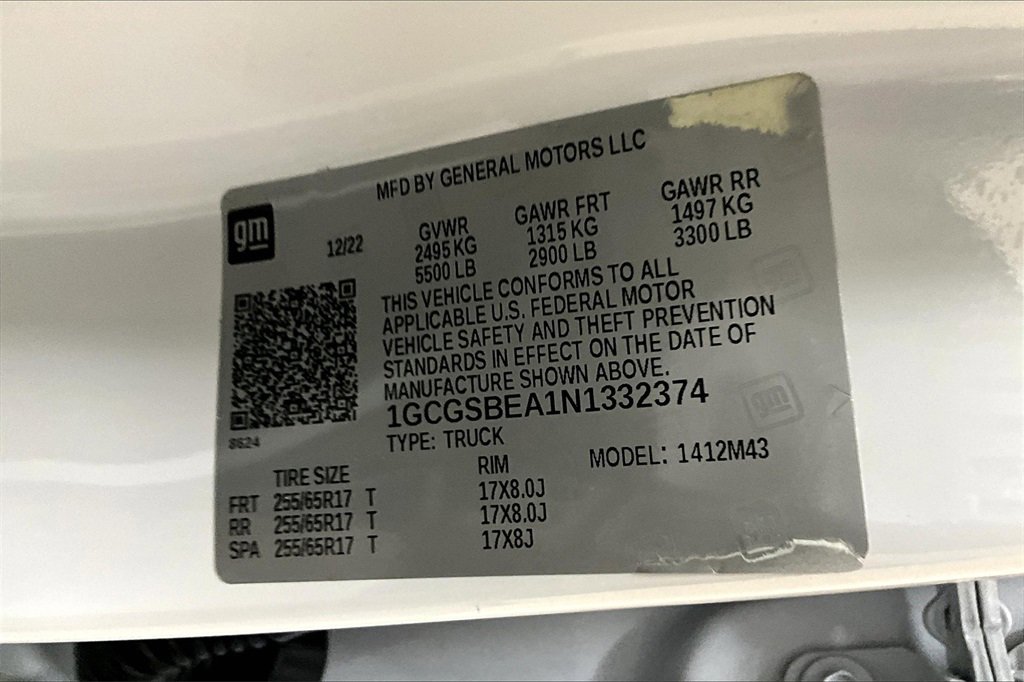 MFD BY GENERAL MOTORS LLC
gm
12/22
GVWR GAWR FRT GAWR RR
2495 KG 1315 KG 1497 KG
5500 LB 2900 LB 3300 LB
THIS VEHICLE CONFORMS TO ALL
APPLICABLE U.S. FEDERAL MOTOR
VEHICLE SAFETY AND THEFT PREVENTION
STANDARDS IN EFFECT ON THE DATE OF
MANUFACTURE SHOWN ABOVE.
1GCGSBEA1N1332374
8624
TYPE: TRUCK
MODEL: 1412M43
TIRE SIZE RIM
FRT 255/65R17 T 17X8.0J
RR 255/65R17 T 17X8.0J
SPA 255/65R17 T 17X8J
gm